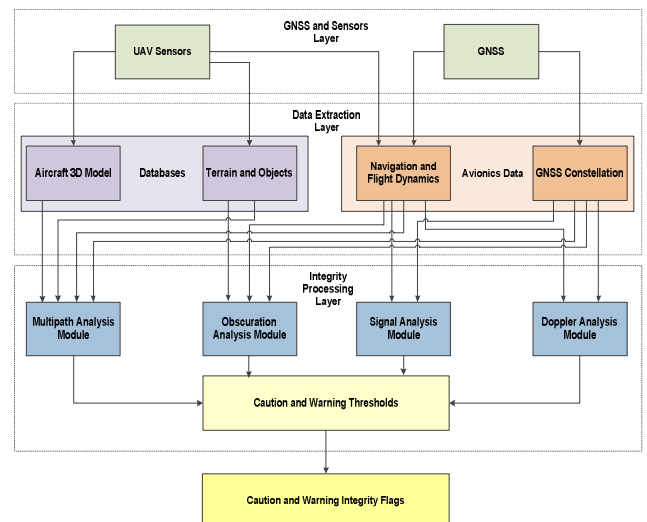 GNSS and Sensors
Layer
UAV Sensors
GNSS
Data Extraction
Layer
Aircraft 3D Model
Databases
Terrain and Objects
Navigation and
Flight Dynamics
Avionics Data
GNSS Constellation
Integrity
Processing
Layer
Multipath Analysis
Module
Obscuration
Analysis Module
Signal Analysis
Module
Doppler Analysis
Module
Caution and Warning Thresholds
Caution and Warning Integrity Flags